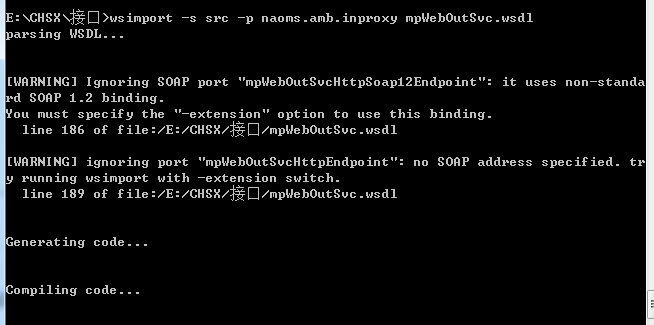 E:\CHSX\接口>wsimport -s src -p naoms.amb.inproxy mpWebOutSvc.wsdl
parsing WSDL...
[WARNING] Ignoring SOAP port "mpWebOutSvcHttpSoap12Endpoint": it uses non-standa
rd SOAP 1.2 binding.
You must specify the "-extension" option to use this binding.
line 186 of file:/E:/CHSX/接口/mpWebOutSvc.wsdl
[WARNING] ignoring port "mpWebOutSvcHttpEndpoint": no SOAP address specified. tr
y running wsimport with -extension switch.
line 189 of file:/E:/CHSX/接口/mpWebOutSvc.wsdl
Generating code...
Compiling code...